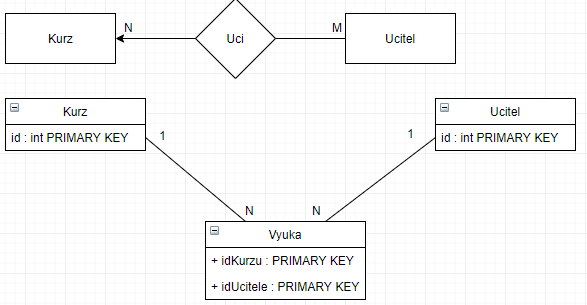 N
M
Kurz
Uci
Ucitel
Kurz
id : int PRIMARY KEY
Ucitel
id : int PRIMARY KEY
1
1
N
N
Vyuka
+ idKurzu : PRIMARY KEY
+ idUcitele : PRIMARY KEY